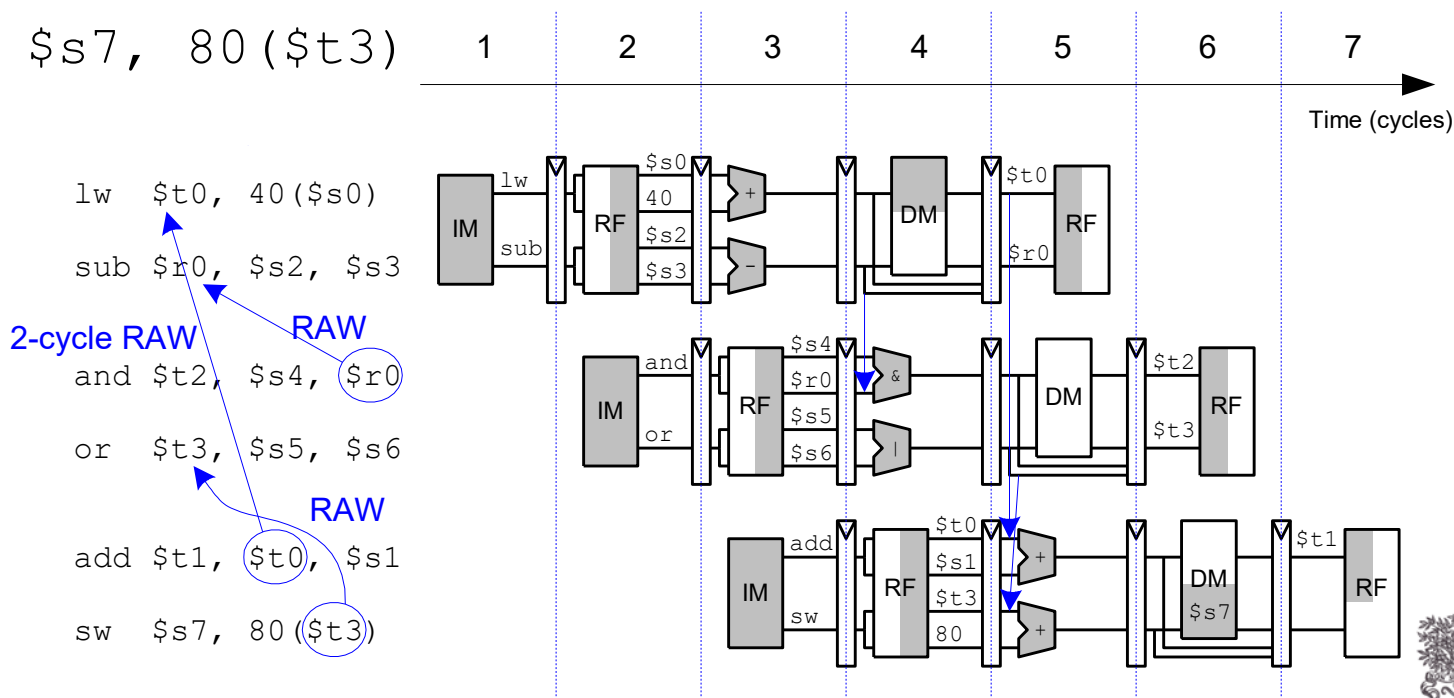 $s7, 80($t3)
1 2 3 4 5 6 7
Time (cycles)
lw $t0, 40($s0)
sub $r0, $s2, $s3
2-cycle RAW
RAW
and $t2, $s4, $r0
or $t3, $s5, $s6
RAW
add $t1, $t0, $s1
sw $s7, 80($t3)
IM
lw
sub
RF
$s0
40
$s2
$s3
+
-
DM
$t0
$r0
RF
IM
and
or
RF
$s4
$r0
$s5
$s6
&
|
DM
$t2
$t3
RF
IM
add
sw
RF
$t0
$s1
$t3
80
+
+
DM
$s7
$t1
RF